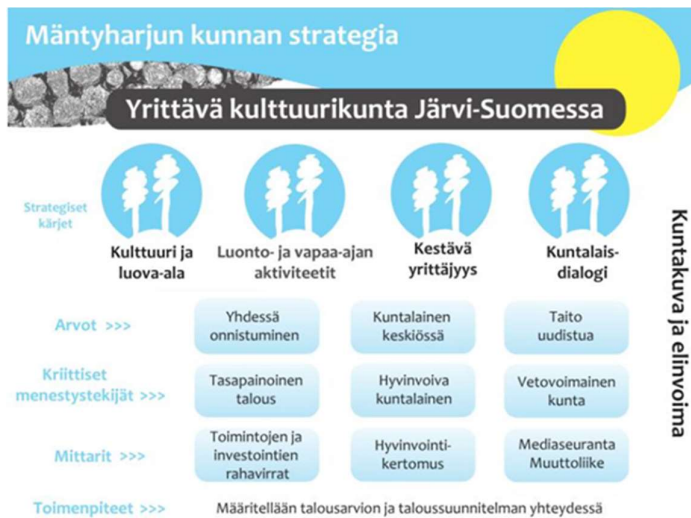 Mäntyharjun kunnan strategia
Yrittävä kulttuurikunta Järvi-Suomessa
Strategiset
kärjet
Kulttuuri ja
luova-ala
Luonto- ja vapaa-ajan
aktiviteetit
Kestävä
yrittäjyys
Kuntalais-
dialogi
Arvot >>>
Yhdessä
onnistuminen
Kuntalainen
keskiössä
Taito
uudistua
Kriittiset
menestystekijät >>>
Tasapainoinen
talous
Hyvinvoiva
kuntalainen
Vetovoimainen
kunta
Mittarit >>>
Toimintojen ja
investointien
rahavirrat
Hyvinvointi-
kertomus
Mediaseuranta
Muuttoliike
Toimenpiteet >>>
Määritellään talousarvion ja taloussuunnitelman yhteydessä
Kuntakuva ja elinvoima